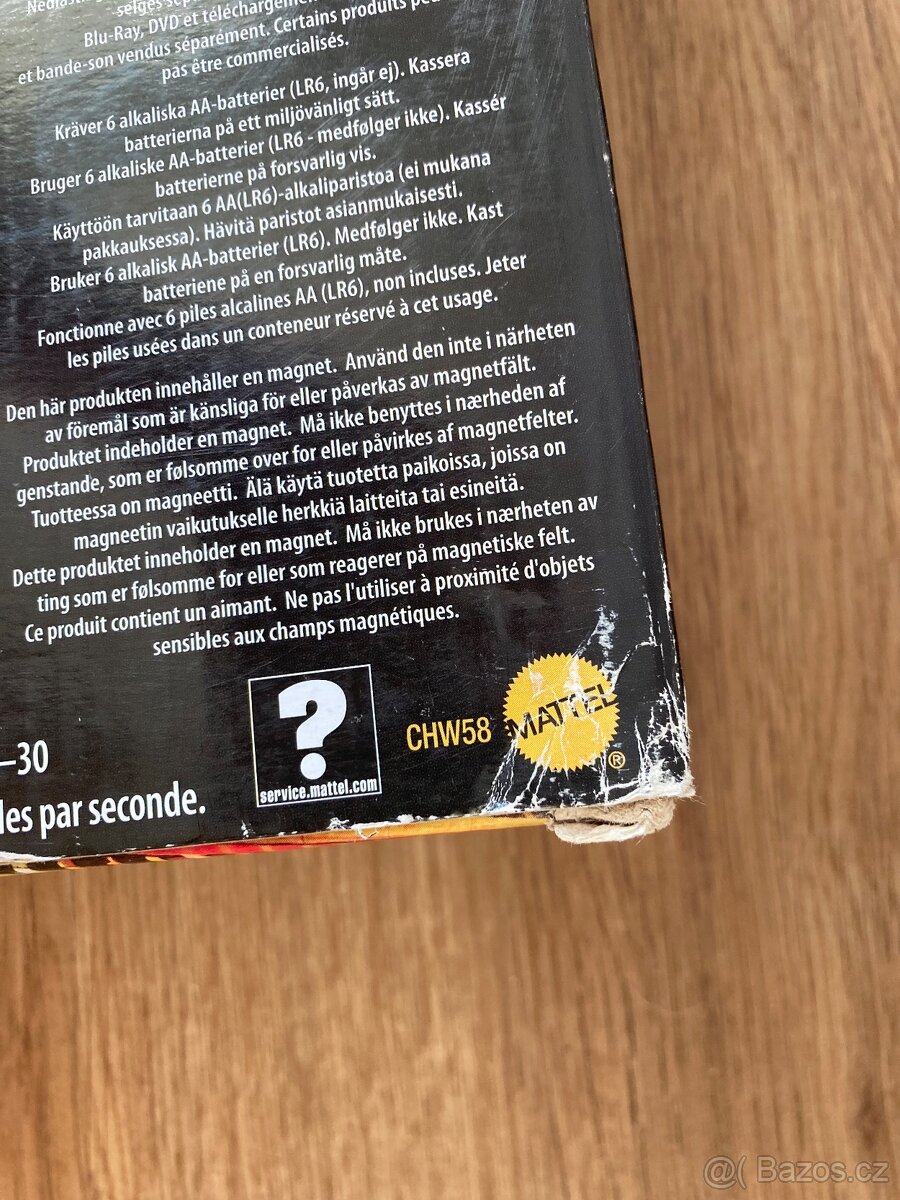 selges sep
Blu-Ray, DVD et téléchargement
et bande-son vendus séparément. Certains produits
pas être commercialisés.
Kräver 6 alkaliska AA-batterier (LR6, ingår ej). Kassera
batterierna på ett miljövänligt sätt.
Bruger 6 alkaliske AA-batterier (LR6 - medfølger ikke). Kassér
batterierne på forsvarlig vis.
Käyttöön tarvitaan 6 AA(LR6)-alkaliparistoa (ei mukana
pakkauksessa). Hävitä paristot asianmukaisesti.
Bruker 6 alkalisk AA-batterier (LR6). Medfølger ikke. Kast
batteriene på en forsvarlig måte.
Fonctionne avec 6 piles alcalines AA (LR6), non incluses. Jeter
les piles usées dans un conteneur réservé à cet usage.
Den här produkten innehåller en magnet. Använd den inte i närheten
av föremål som är känsliga för eller påverkas av magnetfält.
Produktet indeholder en magnet. Må ikke benyttes i nærheden af
genstande, som er følsomme over for eller påvirkes af magnetfelter.
Tuotteessa on magneetti. Älä käytä tuotetta paikoissa, joissa on
magneetin vaikutukselle herkkiä laitteita tai esineitä.
Dette produktet inneholder en magnet. Må ikke brukes i nærheten av
ting som er følsomme for eller som reagerer på magnetiske felt.
Ce produit contient un aimant. Ne pas l'utiliser à proximité d'objets
sensibles aux champs magnétiques.
–30
les par seconde.
?
service.mattel.com
CHW58
MATTEL
®
@( Bazos.cz